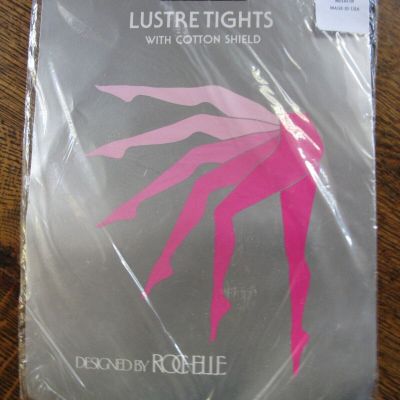 MADE IN USA
LUSTRE TIGHTS
WITH COTTON SHIELD
DESIGNED BY ROCHELLE